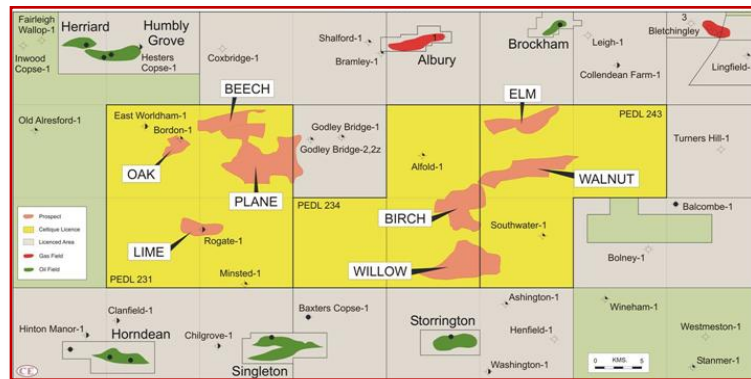 Fairleigh
Wallop-1
Herriard
Humbly
Grove
Inwood
Copse-1
Hesters
Copse-1
Coxbridge-1
Shalford-1
Bramley-1
Albury
Brockham
Leigh-1
Collendean Farm-1
3
Bletchingley
1
Lingfield-
BEECH
ELM
Old Alresford-1
East Worldham-1
Bordon-1
Godley Bridge-1
Godley Bridge-2,2z
Alfold-1
PEDL 243
Turners Hill-1
OAK
PLANE
WALNUT
PEDL 234
BIRCH
Balcombe-1
Southwater-1
LIME
Rogate-1
WILLOW
Bolney-1
PEDL 231
Minsted-1
Prospect
Celtique Licence
Licenced Area
Gas Field
Oil Field
Clanfield-1
Hinton Manor-1
Horndean
Chilgrove-1
Baxters Copse-1
Singleton
Storrington
Ashington-1
Henfield-1
Washington-1
Wineham-1
Westmeston-1
Stanmer-1
0 KMS. 5